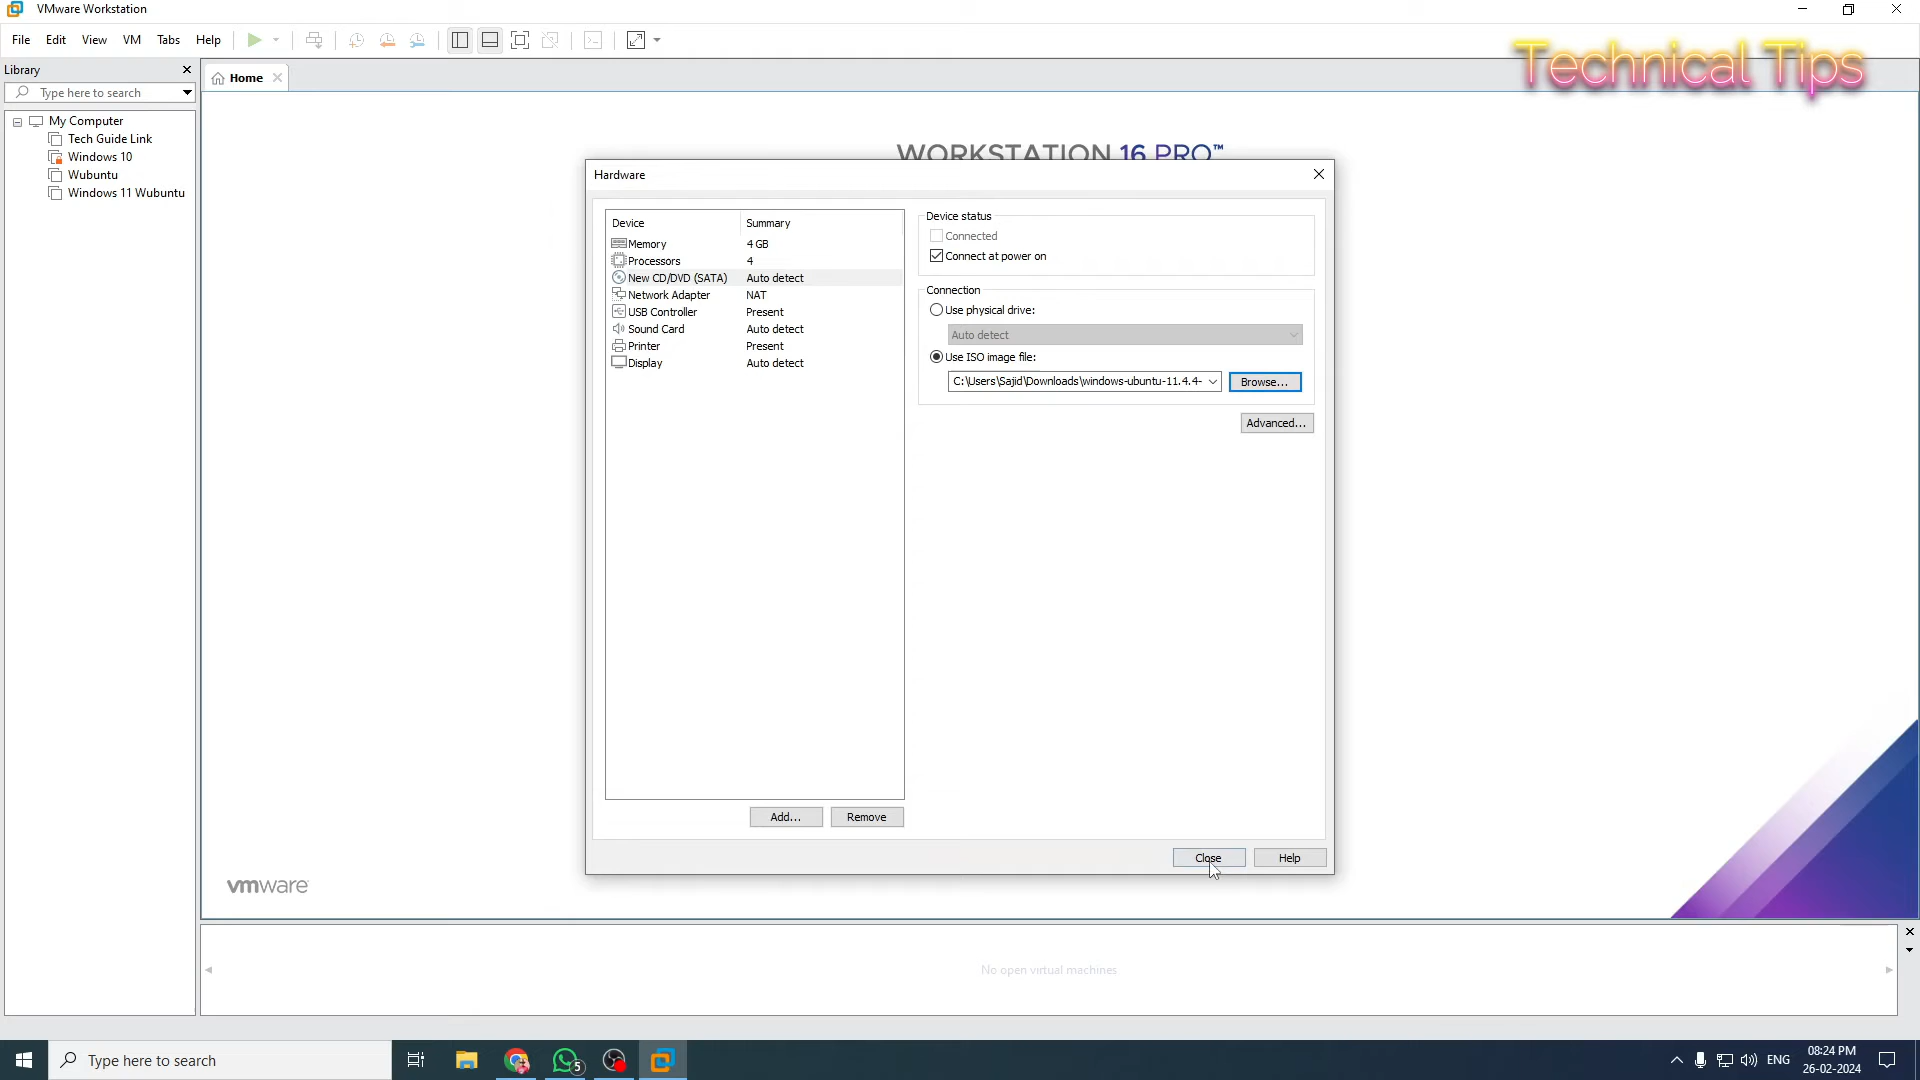 VMware Workstation
File Edit View VM Tabs Help
Technical Tips
Library
Type here to search
Home
My Computer
Tech Guide Link
Windows 10
Wubuntu
Windows 11 Wubuntu
WORKSTATION 16 PRO™
Hardware
Device Summary
Memory 4 GB
Processors 4
New CD/DVD (SATA) Auto detect
Network Adapter NAT
USB Controller Present
Sound Card Auto detect
Printer Present
Display Auto detect
Device status
Connected
Connect at power on
Connection
Use physical drive:
Auto detect
Use ISO image file:
C:\Users\Sajid\Downloads\windows-ubuntu-11.4.4- Browse...
Advanced...
Add... Remove
Close Help
vmware
No open virtual machines
Type here to search
5
ENG
08:24 PM
26-02-2024